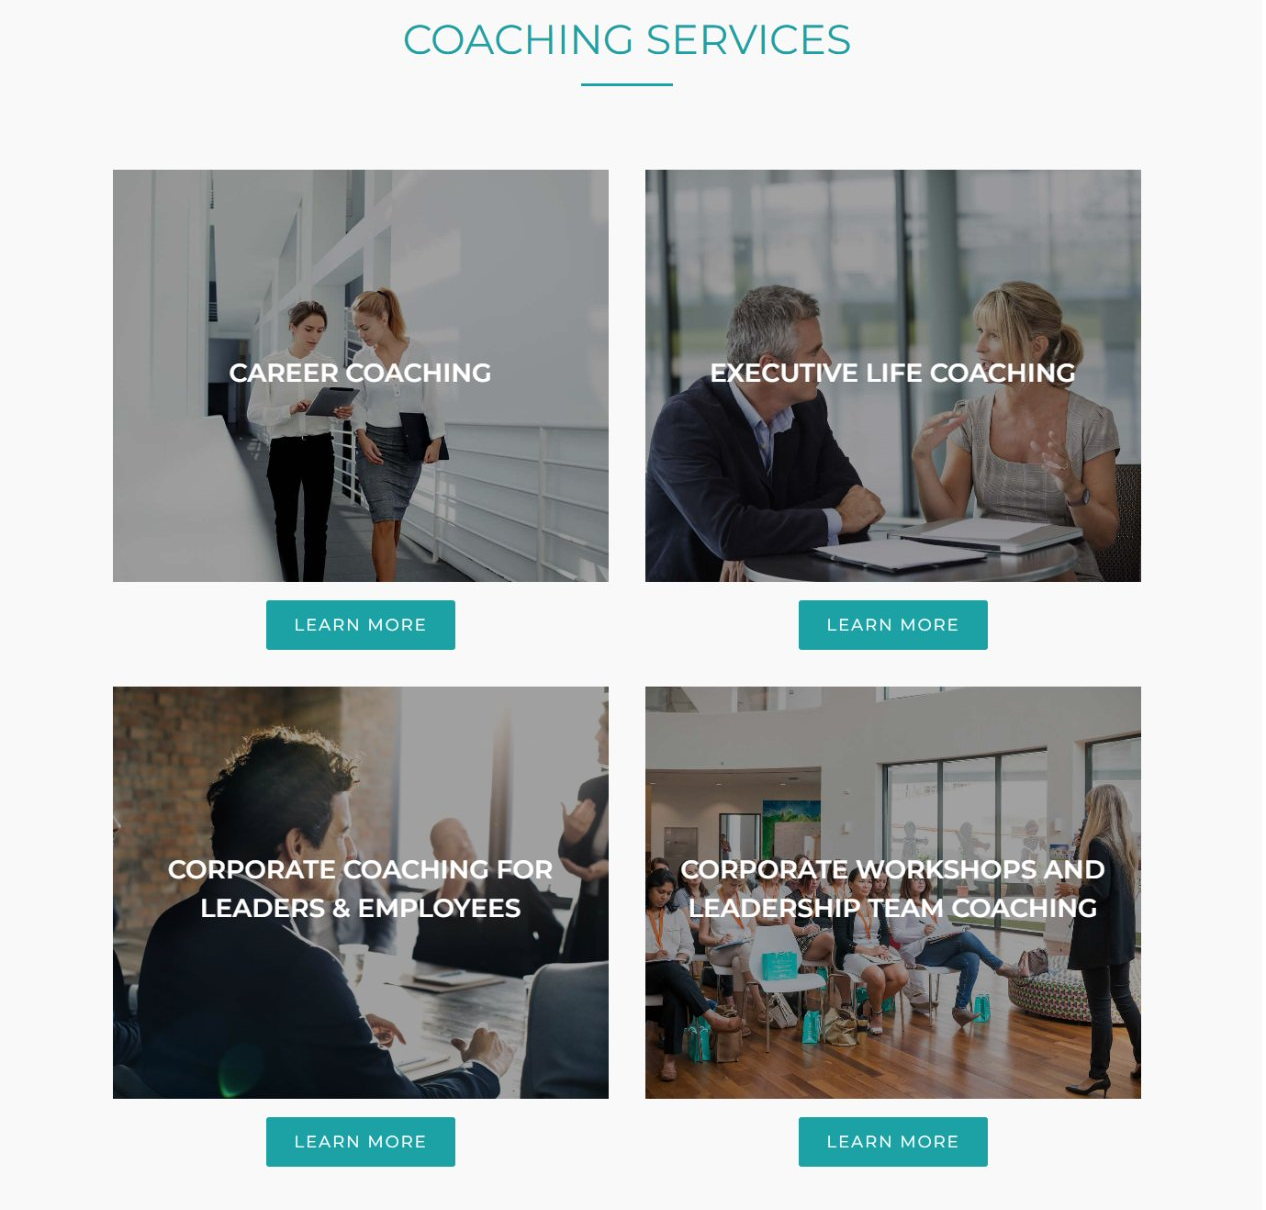 COACHING SERVICES
CAREER COACHING
EXECUTIVE LIFE COACHING
LEARN MORE
LEARN MORE
CORPORATE COACHING FOR
LEADERS & EMPLOYEES
CORPORATE WORKSHOPS AND
LEADERSHIP TEAM COACHING
LEARN MORE
LEARN MORE